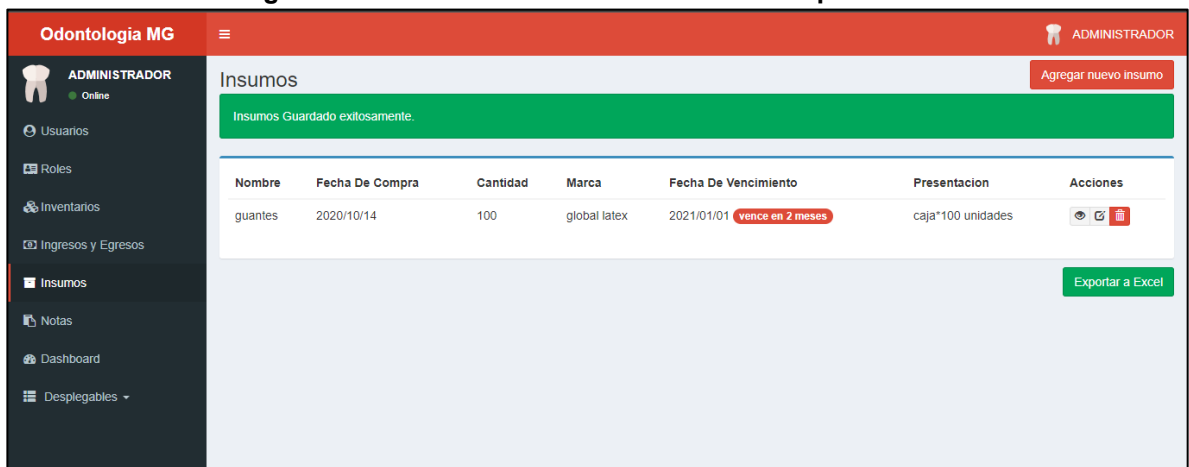 Odontologia MG
ADMINISTRADOR
ADMINISTRADOR
Online
Usuarios
Roles
Inventarios
Ingresos y Egresos
Insumos
Notas
Dashboard
Desplegables
Insumos
Agregar nuevo insumo
Insumos Guardado exitosamente.
Nombre Fecha De Compra Cantidad Marca Fecha De Vencimiento Presentacion Acciones
guantes 2020/10/14 100 global latex 2021/01/01 vence en 2 meses caja*100 unidades
Exportar a Excel